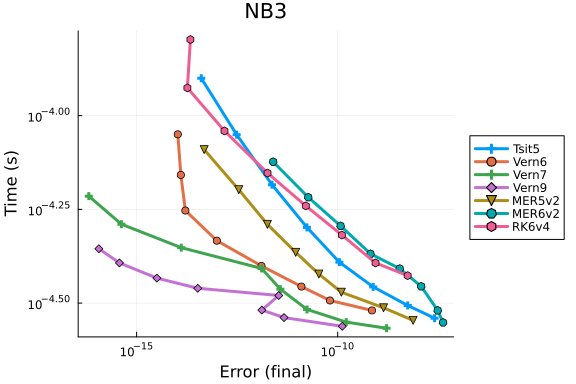 NB3
Time (s)
10⁻⁴·⁰⁰
10⁻⁴·²⁵
10⁻⁴·⁵⁰
10⁻¹⁵
10⁻¹⁰
Error (final)
Tsit5
Vern6
Vern7
Vern9
MER5v2
MER6v2
RK6v4